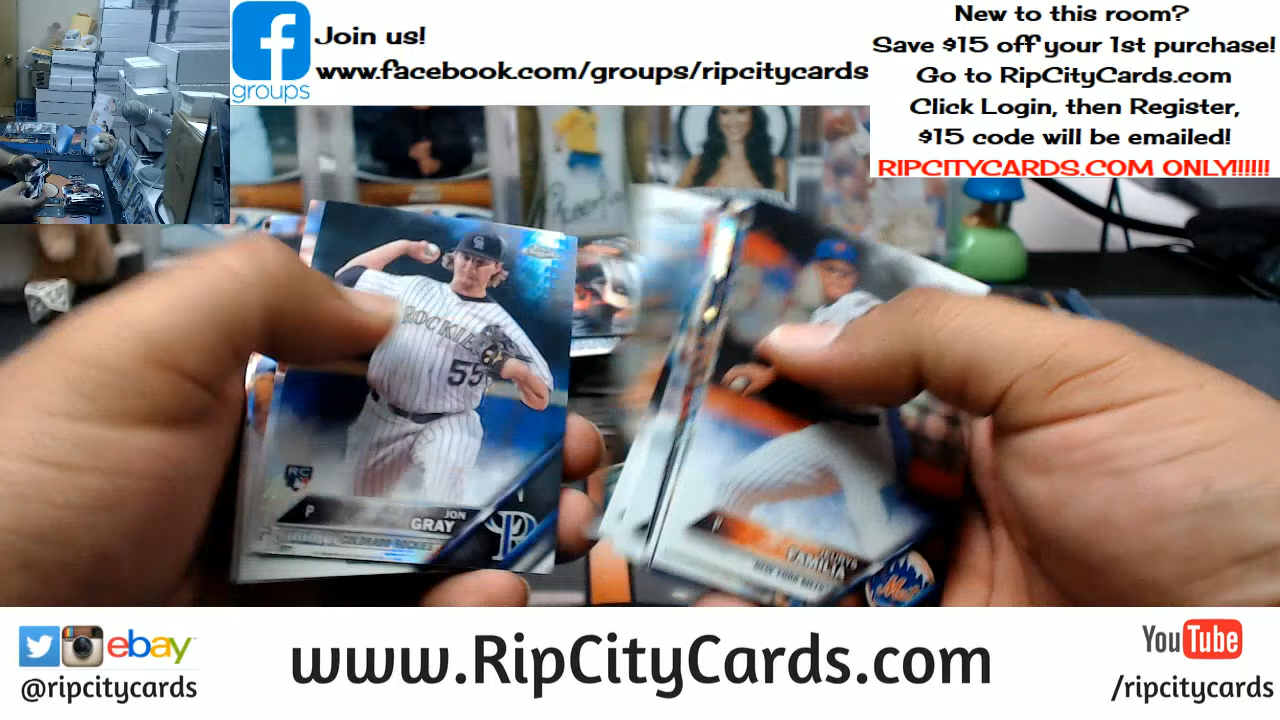 groups
Join us!
www.facebook.com/groups/ripcitycards
New to this room?
Save $15 off your 1st purchase!
Go to RipCityCards.com
Click Login, then Register,
$15 code will be emailed!
RIPCITYCARDS.COM ONLY!!!!!!
ROCKIE
55
RC
P
JON
GRAY
COLORADO ROCKIES
P
JEURYS
FAMILIA
NEW YORK METS
ebay
@ripcitycards
www.RipCityCards.com
YouTube
/ripcitycards